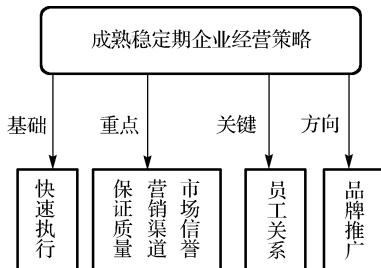 成熟稳定期企业经营策略
基础
重点
关键
方向
快速执行
保证质量
营销渠道
市场信誉
员工关系
品牌推广